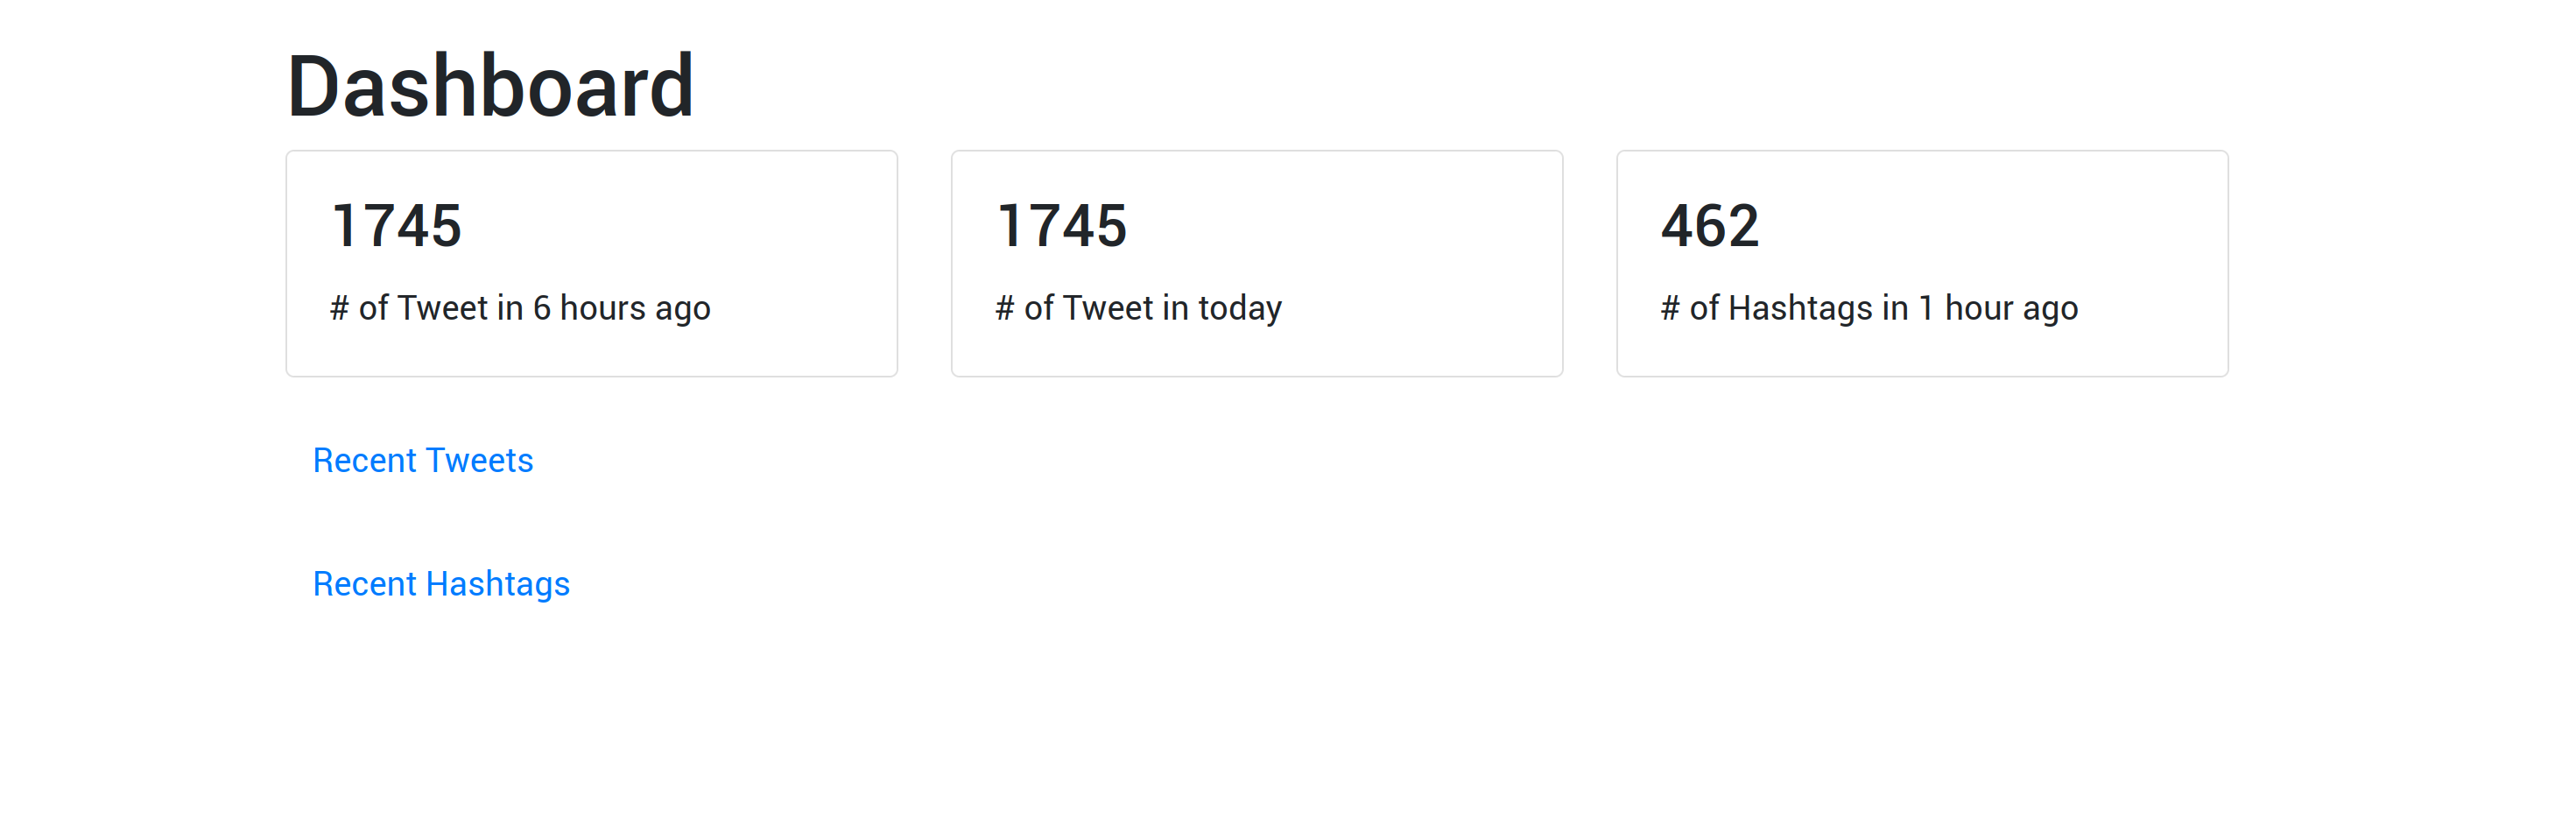 Dashboard
1745
# of Tweet in 6 hours ago
1745
# of Tweet in today
462
# of Hashtags in 1 hour ago
Recent Tweets
Recent Hashtags